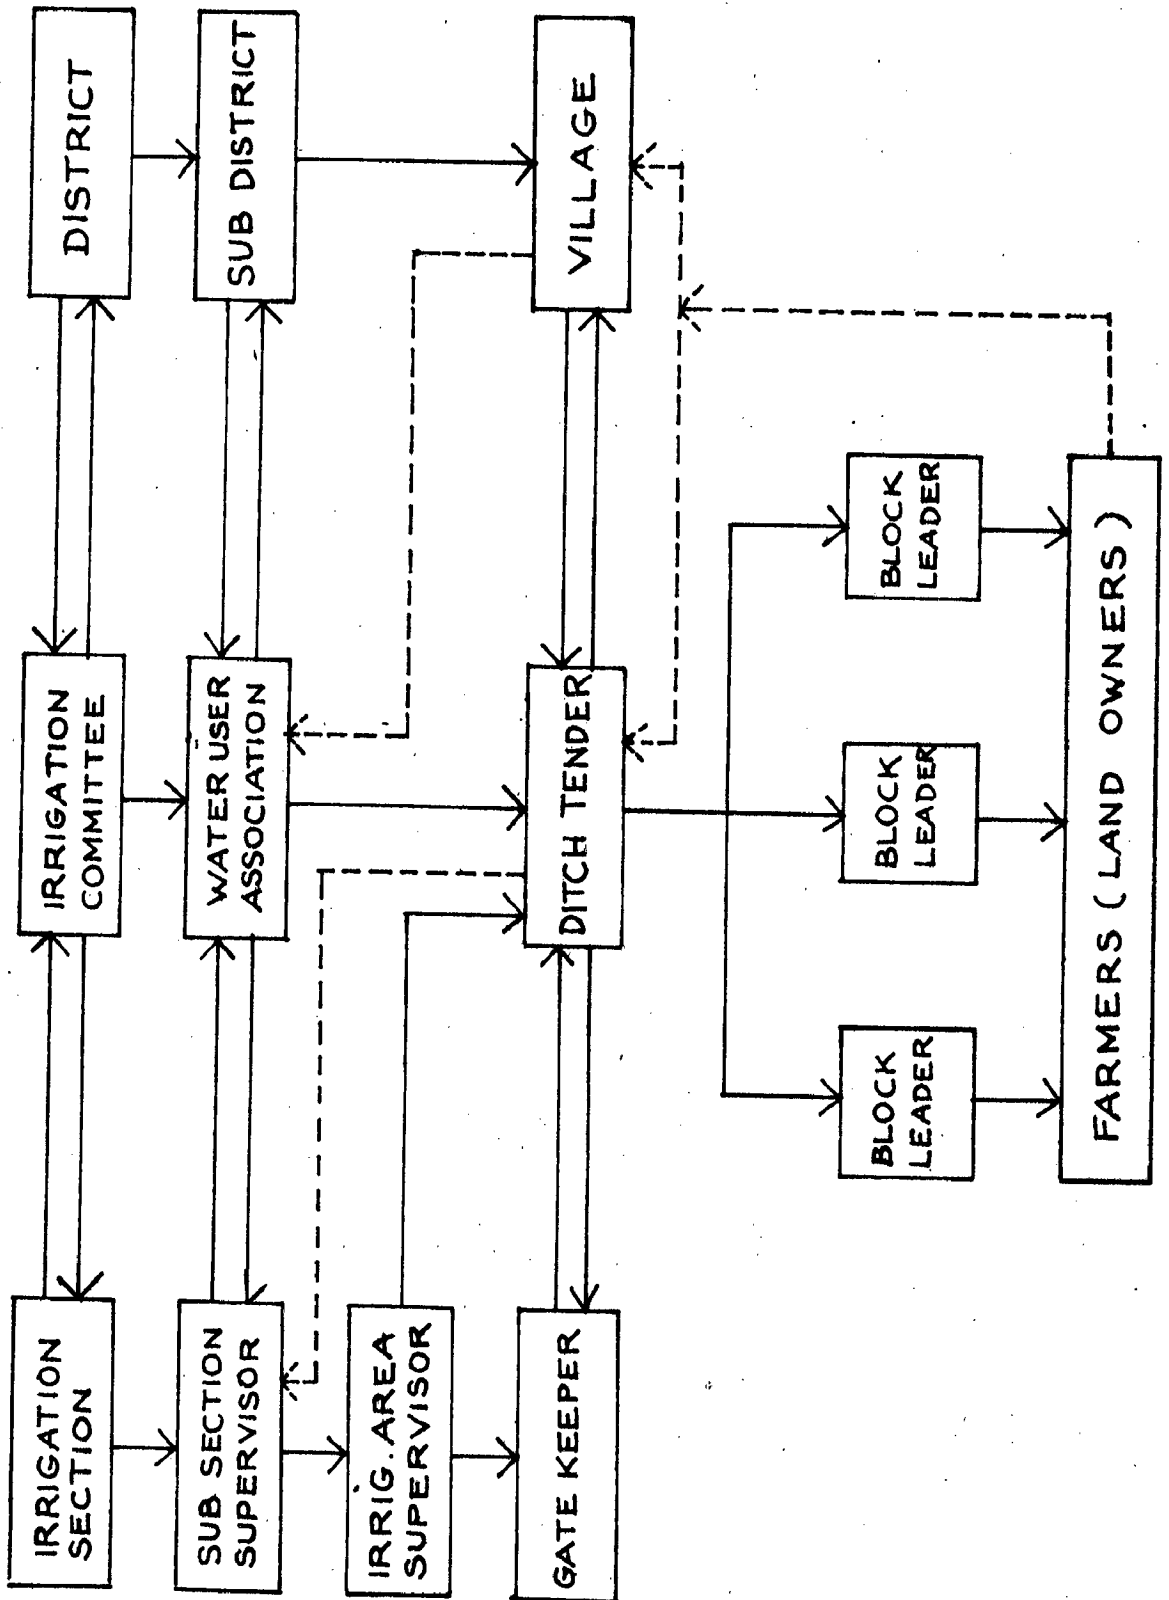 IRRIGATION
SECTION
IRRIGATION
COMMITTEE
DISTRICT
SUB SECTION
SUPERVISOR
WATER USER
ASSOCIATION
SUB DISTRICT
IRRIG. AREA
SUPERVISOR
GATE KEEPER
DITCH TENDER
VILLAGE
BLOCK
LEADER
BLOCK
LEADER
BLOCK
LEADER
FARMERS (LAND OWNERS)